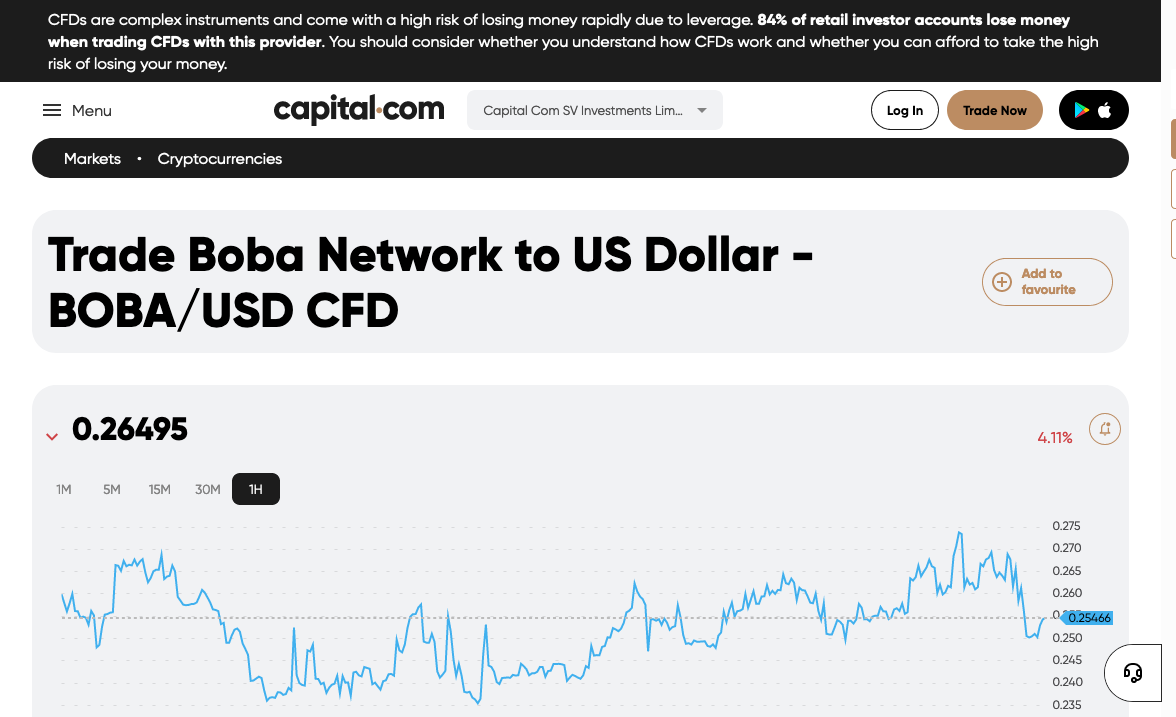 CFDs are complex instruments and come with a high risk of losing money rapidly due to leverage. 84% of retail investor accounts lose money
when trading CFDs with this provider. You should consider whether you understand how CFDs work and whether you can afford to take the high
risk of losing your money.
Menu
capital.com
Capital Com SV Investments Lim...
Log In
Trade Now
Markets • Cryptocurrencies
Trade Boba Network to US Dollar -
BOBA/USD CFD
Add to
favourite
0.26495
4.11%
1M 5M 15M 30M 1H
0.275
0.270
0.265
0.260
0.25466
0.250
0.245
0.240
0.235